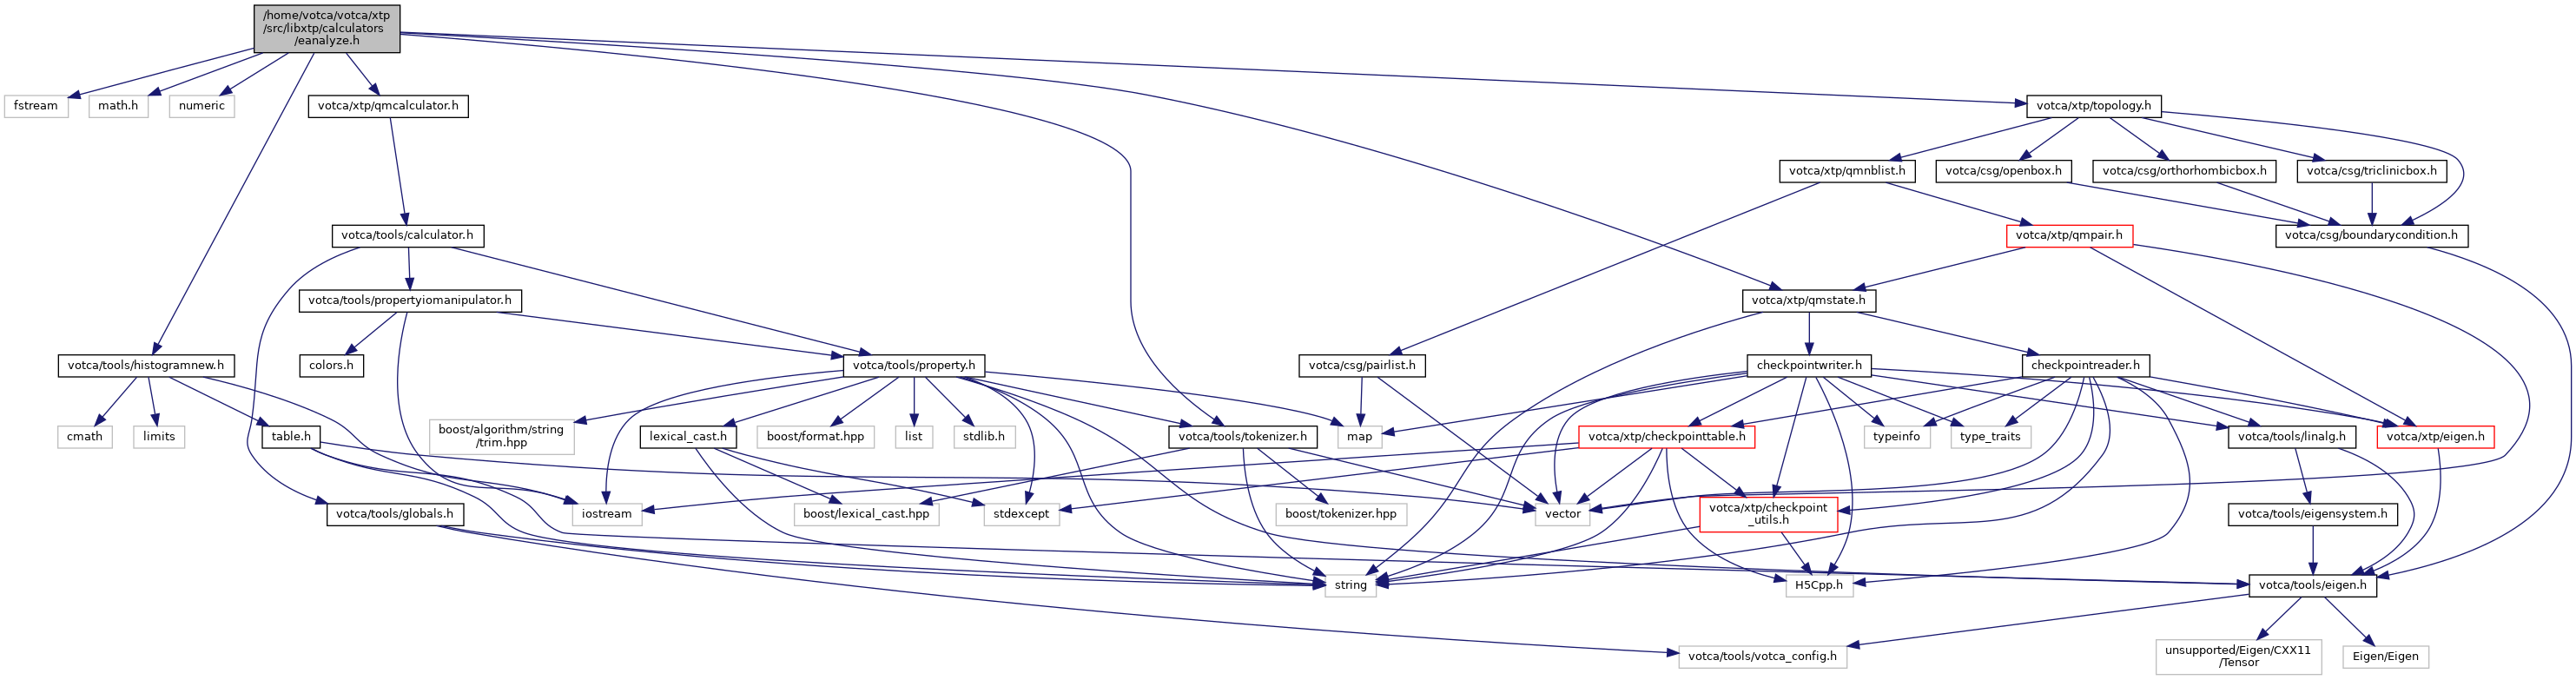 /home/votca/votca/xtp
/src/libxtp/calculators
/eanalyze.h
fstream
math.h
numeric
votca/xtp/qmcalculator.h
votca/xtp/topology.h
votca/xtp/qmnblist.h
votca/csg/openbox.h
votca/csg/orthorhombicbox.h
votca/csg/triclinicbox.h
votca/tools/calculator.h
votca/xtp/qmpair.h
votca/csg/boundarycondition.h
votca/tools/propertyiomanipulator.h
votca/xtp/qmstate.h
votca/tools/histogramnew.h
colors.h
votca/tools/property.h
votca/csg/pairlist.h
checkpointwriter.h
checkpointreader.h
cmath
limits
table.h
boost/algorithm/string
/trim.hpp
lexical_cast.h
boost/format.hpp
list
stdlib.h
votca/tools/tokenizer.h
map
votca/xtp/checkpointtable.h
typeinfo
type_traits
votca/tools/linalg.h
votca/xtp/eigen.h
votca/tools/globals.h
iostream
boost/lexical_cast.hpp
stdexcept
boost/tokenizer.hpp
vector
votca/xtp/checkpoint
_utils.h
votca/tools/eigensystem.h
string
H5Cpp.h
votca/tools/eigen.h
votca/tools/votca_config.h
unsupported/Eigen/CXX11
/Tensor
Eigen/Eigen